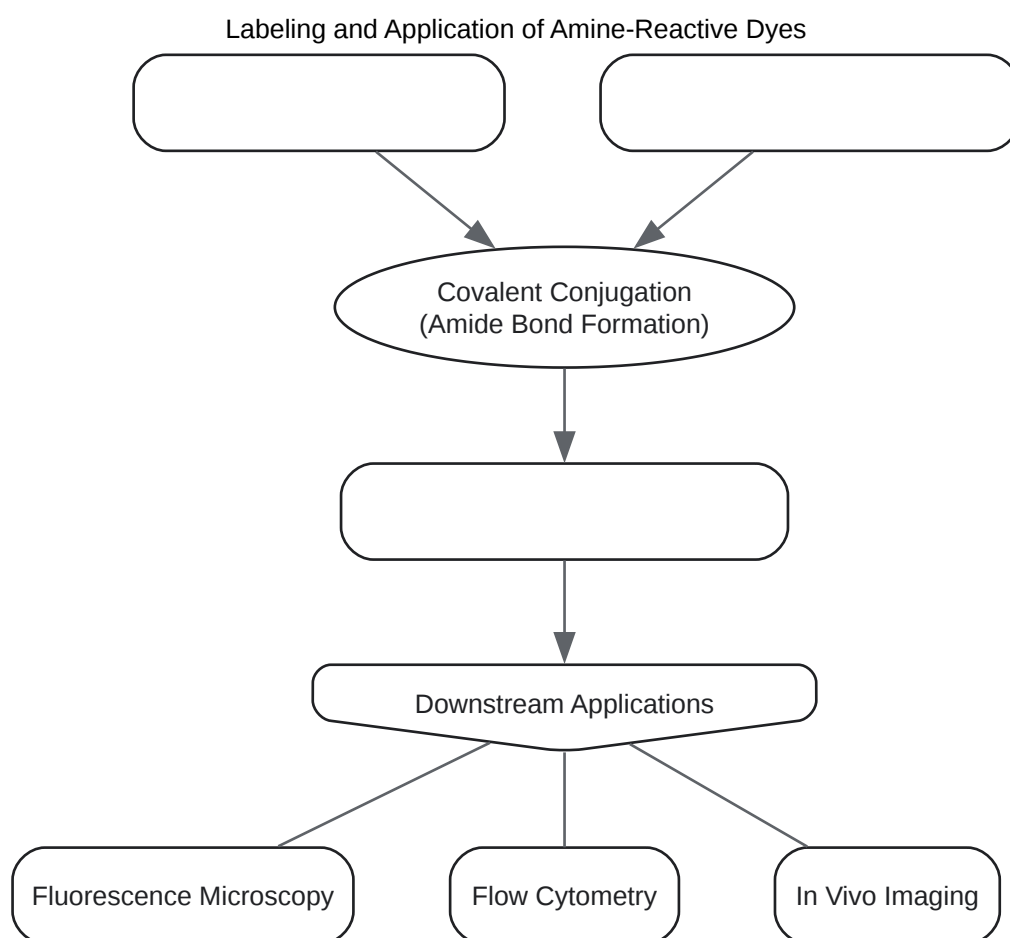 Labeling and Application of Amine-Reactive Dyes
Covalent Conjugation
(Amide Bond Formation)
Downstream Applications
Fluorescence Microscopy
Flow Cytometry
In Vivo Imaging